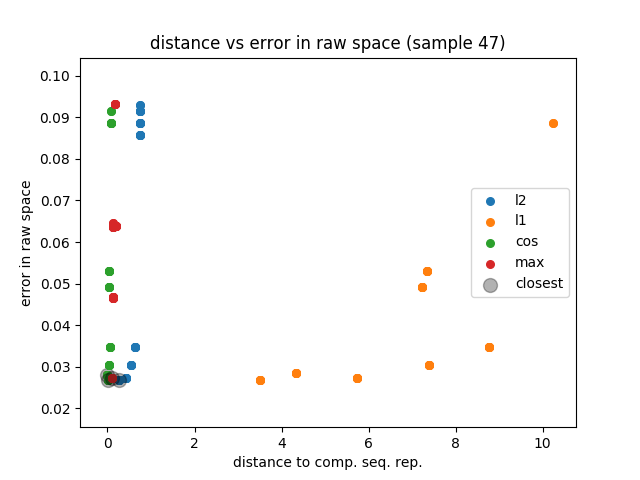 distance vs error in raw space (sample 47)
error in raw space
0.10
0.09
0.08
0.07
0.06
0.05
0.04
0.03
0.02
l2
l1
cos
max
closest
0 2 4 6 8 10
distance to comp. seq. rep.